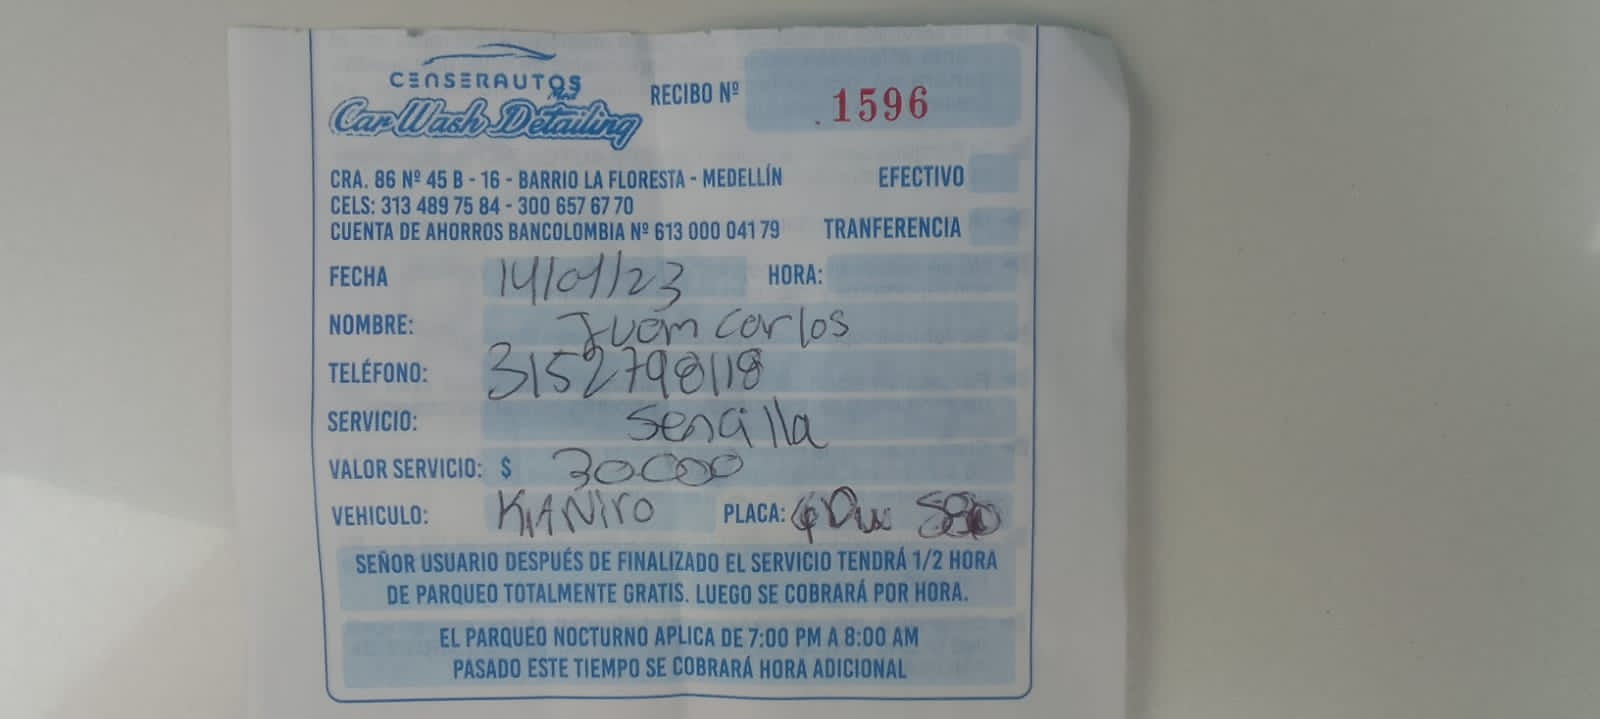 CENSERAUTOS
Med
Car Wash Detailing
RECIBO Nº 1596
CRA. 86 Nº 45 B - 16 - BARRIO LA FLORESTA - MEDELLÍN
EFECTIVO
CELS: 313 489 75 84 - 300 657 67 70
CUENTA DE AHORROS BANCOLOMBIA Nº 613 000 041 79
TRANFERENCIA
FECHA 14/01/23 HORA:
NOMBRE: Juan Carlos
TELÉFONO: 3152798118
SERVICIO: Sencilla
VALOR SERVICIO: $ 30000
VEHICULO: KIA NIRO PLACA:
SEÑOR USUARIO DESPUÉS DE FINALIZADO EL SERVICIO TENDRÁ 1/2 HORA
DE PARQUEO TOTALMENTE GRATIS. LUEGO SE COBRARÁ POR HORA.
EL PARQUEO NOCTURNO APLICA DE 7:00 PM A 8:00 AM
PASADO ESTE TIEMPO SE COBRARÁ HORA ADICIONAL